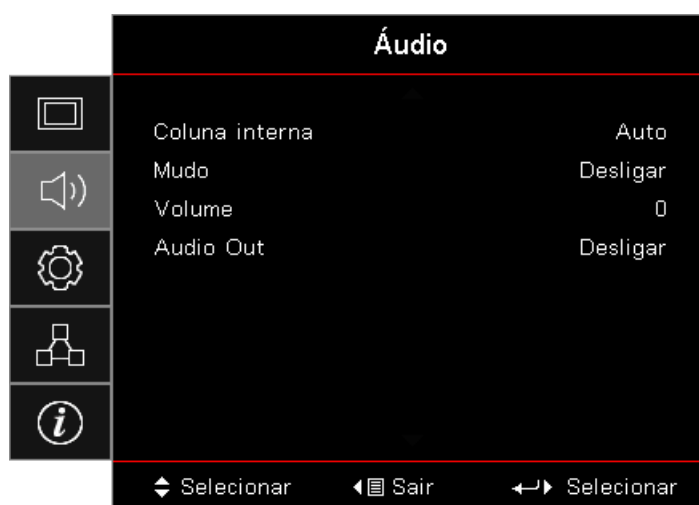 Áudio
Coluna interna Auto
Mudo Desligar
Volume 0
Audio Out Desligar
i
Selecionar Sair Selecionar